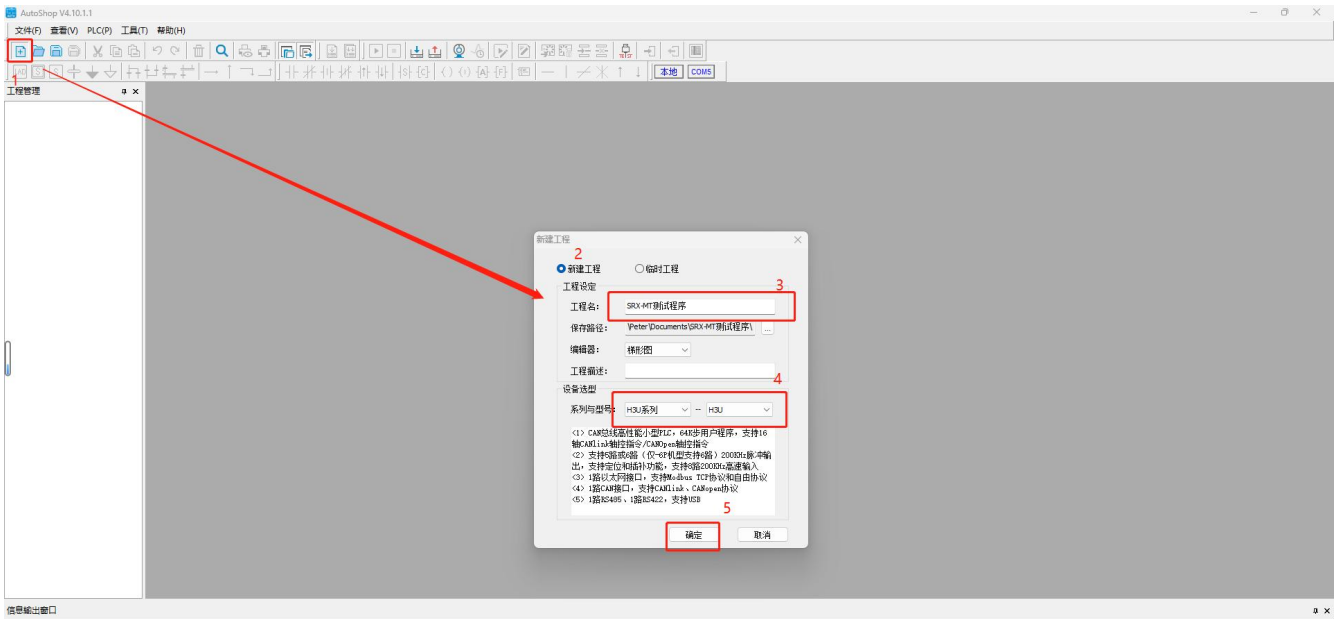 AutoShop V4.10.1.1
文件(F) 查看(V) PLC(P) 工具(T) 帮助(H)
本地 COM5
1
工程管理
新建工程
2
新建工程 临时工程
工程设定
3
工程名: SRX-MT测试程序
保存路径: \Peter\Documents\SRX-MT测试程序\ ...
编辑器: 梯形图
工程描述:
4
设备选型
系列与型号: H3U系列 -- H3U
<1> CAN总线高性能小型PLC，64K步用户程序，支持16
轴CANlink轴控指令/CANOpen轴控指令
<2> 支持5路或6路（仅-6P机型支持6路）200KHz脉冲输
出，支持定位和插补功能，支持8路200KHz高速输入
<3> 1路以太网接口，支持Modbus TCP协议和自由协议
<4> 1路CAN接口，支持CANlink、CANopen协议
<5> 1路RS485、1路RS422，支持USB
5
确定 取消
信息输出窗口